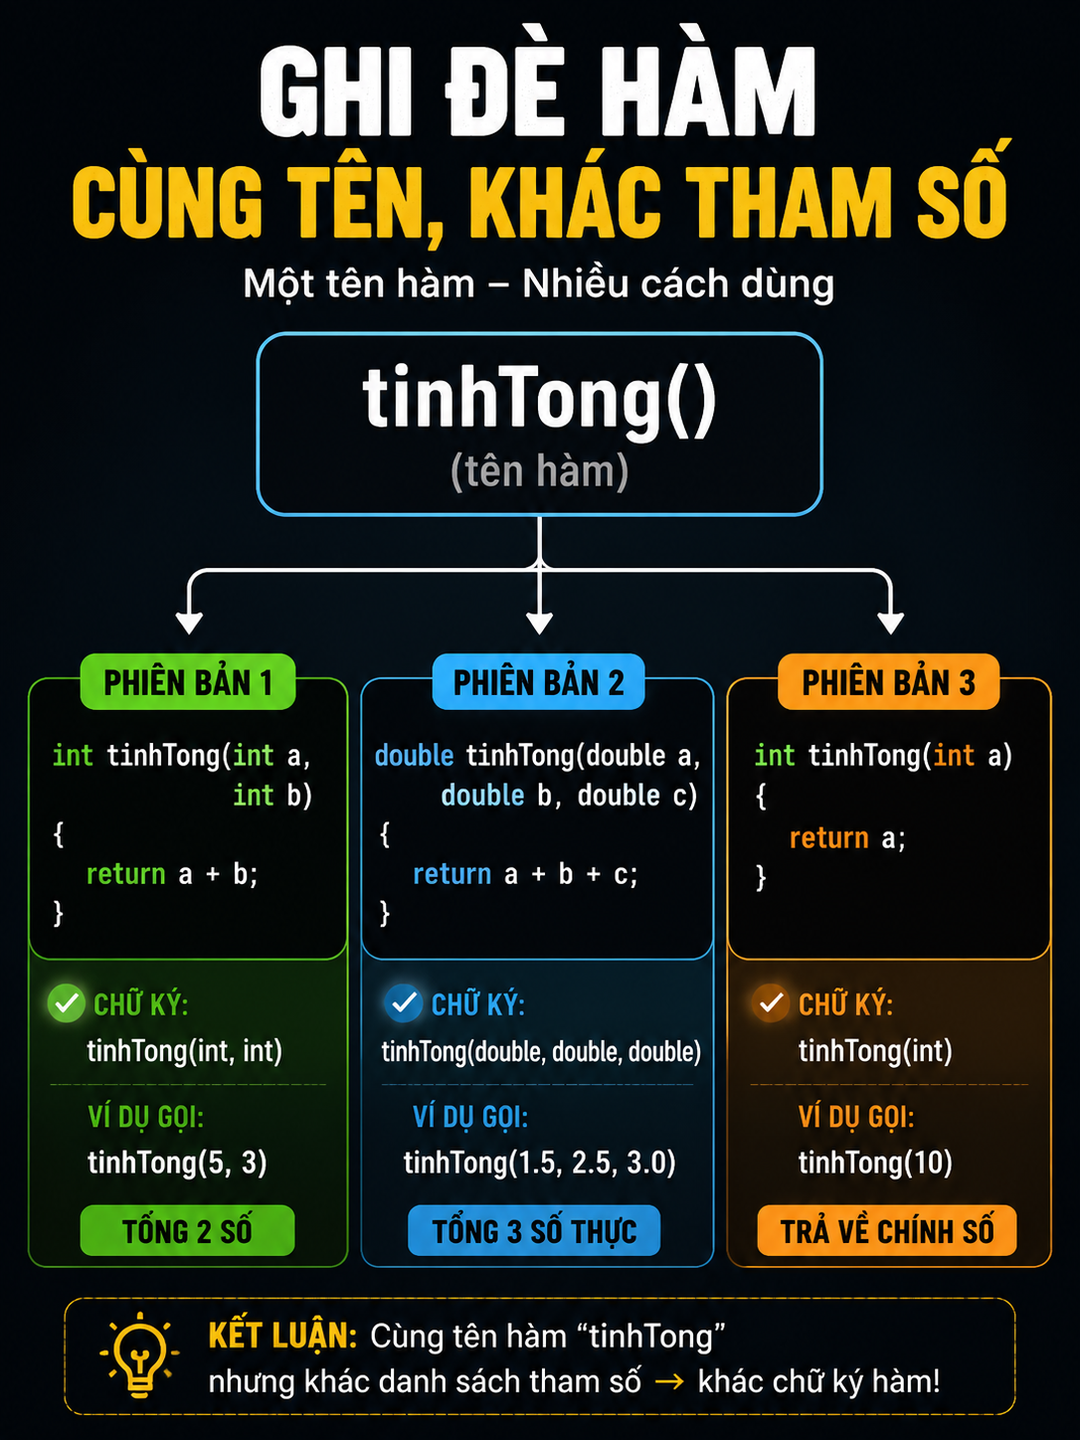 GHI ĐÈ HÀM
CÙNG TÊN, KHÁC THAM SỐ
Một tên hàm – Nhiều cách dùng
tinhTong()
(tên hàm)
PHIÊN BẢN 1
int tinhTong(int a,
int b)
{
return a + b;
}
CHỮ KÝ:
tinhTong(int, int)
VÍ DỤ GỌI:
tinhTong(5, 3)
TỔNG 2 SỐ
PHIÊN BẢN 2
double tinhTong(double a,
double b, double c)
{
return a + b + c;
}
CHỮ KÝ:
tinhTong(double, double, double)
VÍ DỤ GỌI:
tinhTong(1.5, 2.5, 3.0)
TỔNG 3 SỐ THỰC
PHIÊN BẢN 3
int tinhTong(int a)
{
return a;
}
CHỮ KÝ:
tinhTong(int)
VÍ DỤ GỌI:
tinhTong(10)
TRẢ VỀ CHÍNH SỐ
KẾT LUẬN: Cùng tên hàm “tinhTong”
nhưng khác danh sách tham số → khác chữ ký hàm!